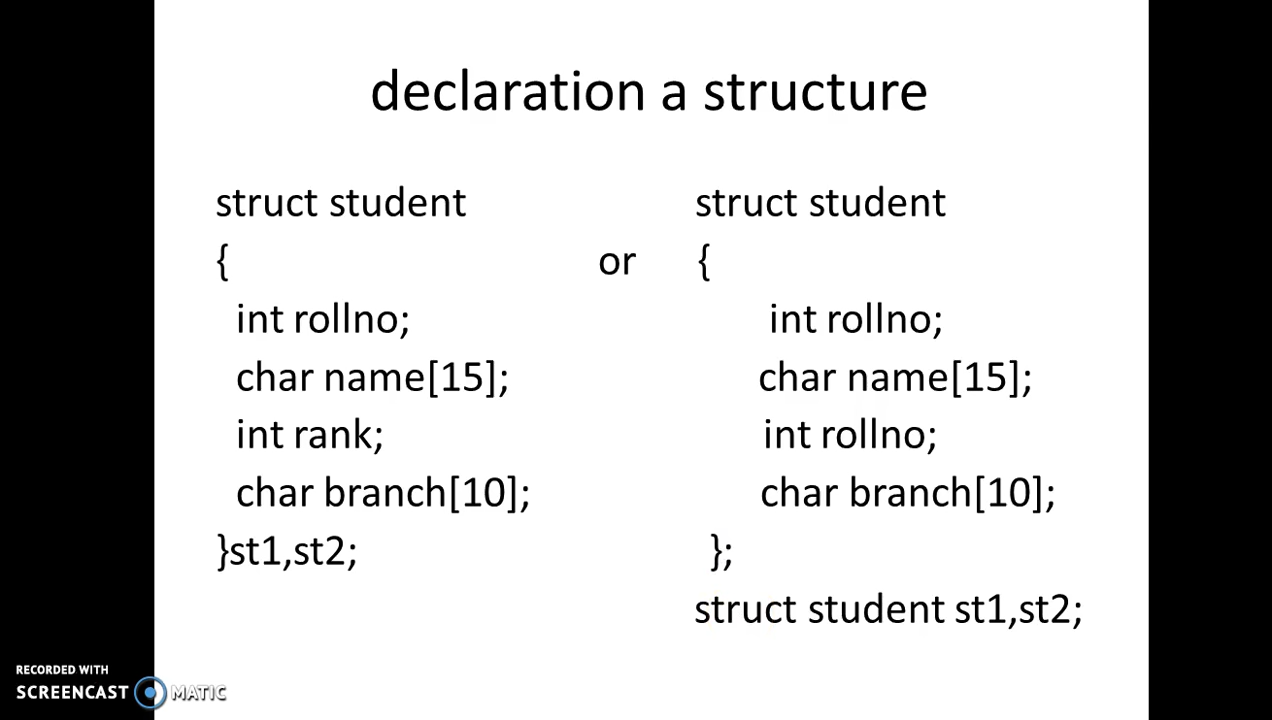 declaration a structure
struct student
{
int rollno;
char name[15];
int rank;
char branch[10];
}st1,st2;
or
struct student
{
int rollno;
char name[15];
int rollno;
char branch[10];
};
struct student st1,st2;
RECORDED WITH
SCREENCAST MATIC